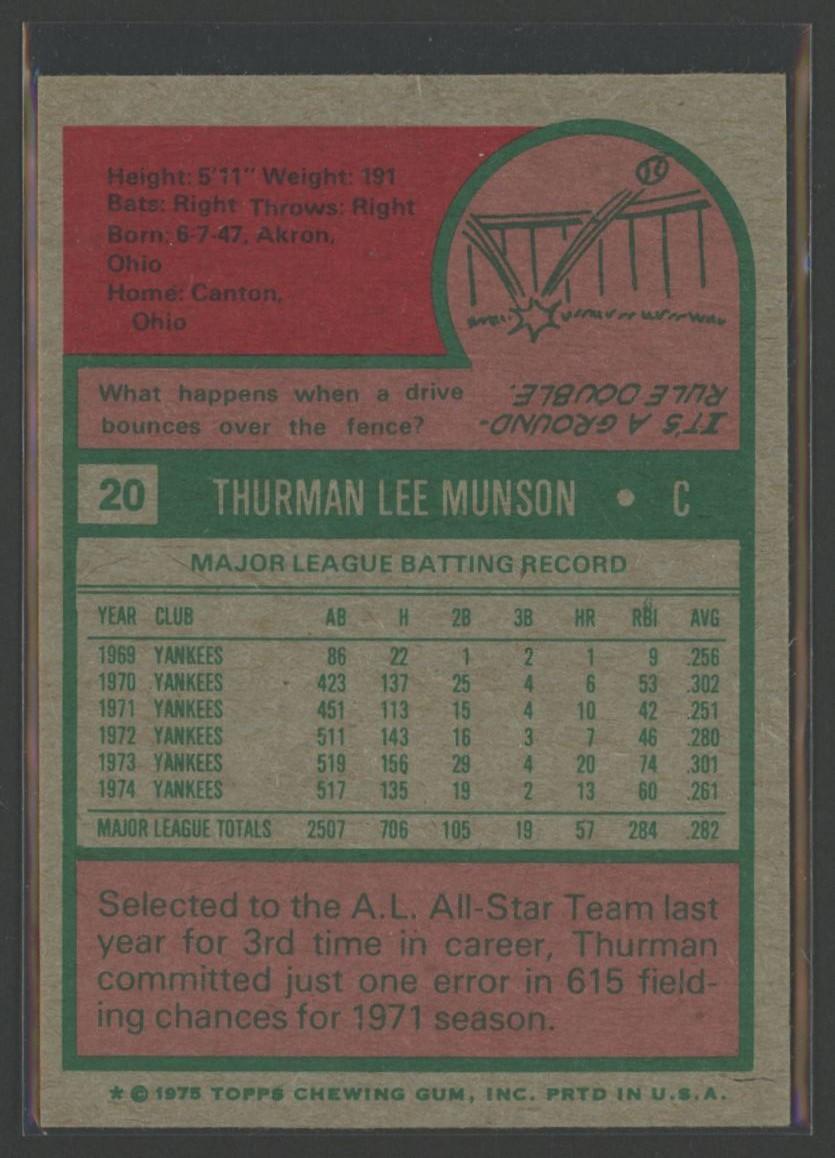 Height: 5'11" Weight: 191
Bats: Right Throws: Right
Born: 6-7-47, Akron,
Ohio
Home: Canton,
Ohio
What happens when a drive
bounces over the fence?
IT'S A GROUND-
RULE DOUBLE.
20 THURMAN LEE MUNSON • C
MAJOR LEAGUE BATTING RECORD
YEAR CLUB AB H 2B 3B HR RBI AVG
1969 YANKEES 86 22 1 2 1 9 .256
1970 YANKEES 423 137 25 4 6 53 .302
1971 YANKEES 451 113 15 4 10 42 .251
1972 YANKEES 511 143 16 3 7 46 .280
1973 YANKEES 519 156 29 4 20 74 .301
1974 YANKEES 517 135 19 2 13 60 .261
MAJOR LEAGUE TOTALS 2507 706 105 19 57 284 .282
Selected to the A.L. All-Star Team last
year for 3rd time in career, Thurman
committed just one error in 615 field-
ing chances for 1971 season.
* © 1975 TOPPS CHEWING GUM, INC. PRTD IN U.S.A.